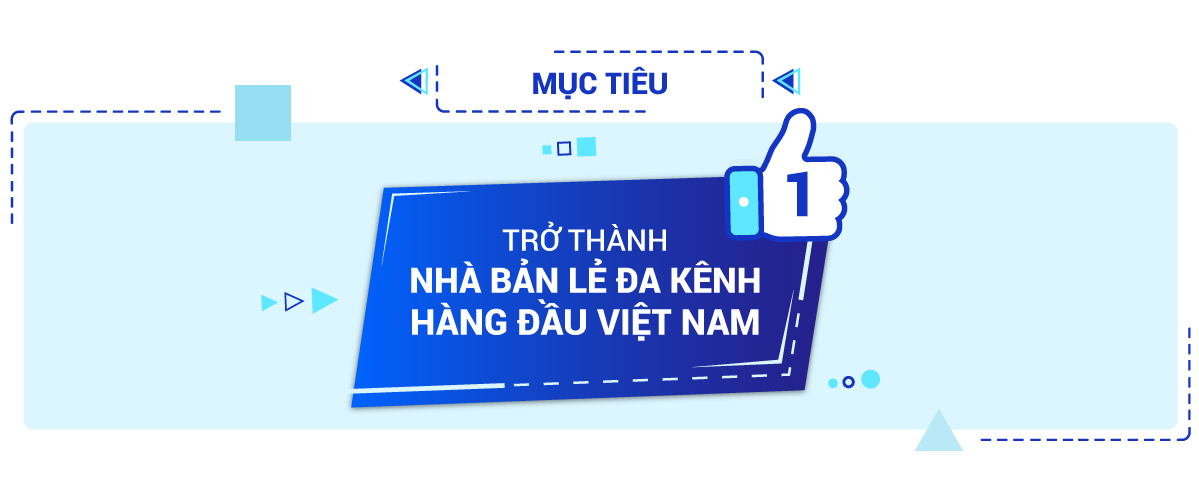 MỤC TIÊU
1
TRỞ THÀNH
NHÀ BẢN LẺ ĐA KÊNH
HÀNG ĐẦU VIỆT NAM